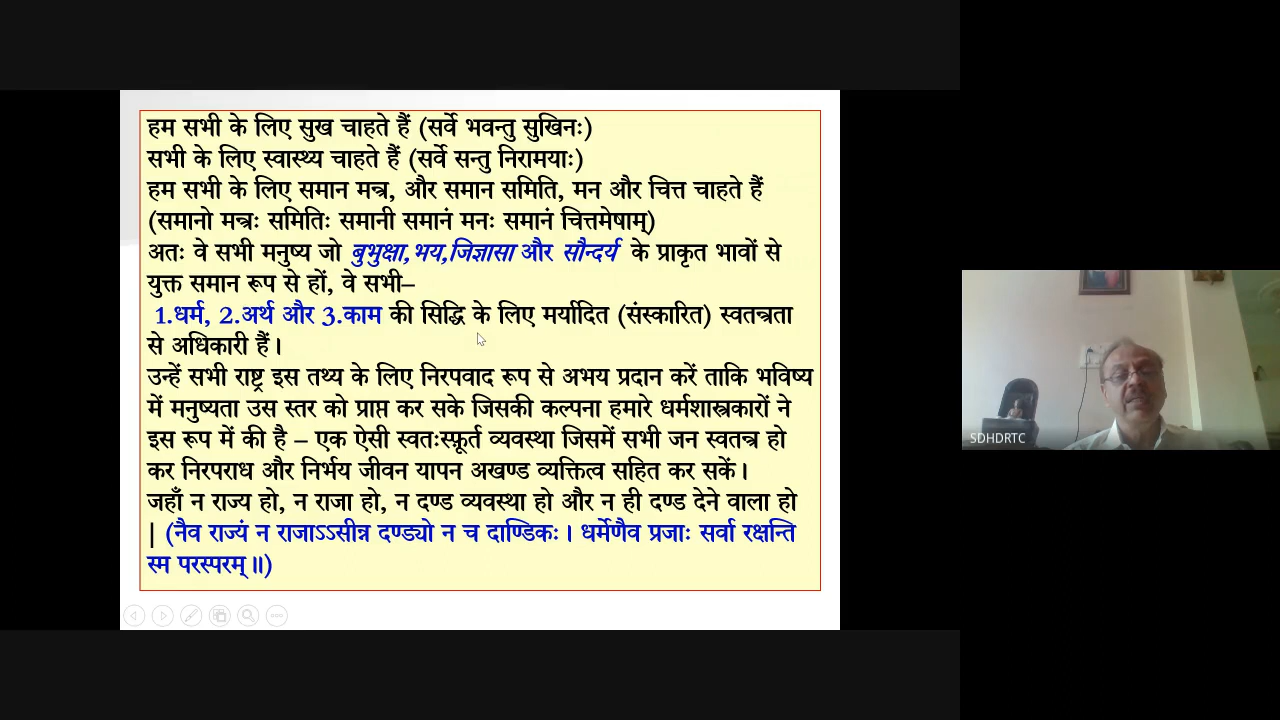 हम सभी के लिए सुख चाहते हैं (सर्वे भवन्तु सुखिनः)
सभी के लिए स्वास्थ्य चाहते हैं (सर्वे सन्तु निरामयाः)
हम सभी के लिए समान मन्त्र, और समान समिति, मन और चित्त चाहते हैं
(समानो मन्त्रः समितिः समानी समानं मनः समानं चित्तमेषाम्)
अतः वे सभी मनुष्य जो बुभुक्षा,भय,जिज्ञासा और सौन्दर्य के प्राकृत भावों से
युक्त समान रूप से हों, वे सभी–
1.धर्म, 2.अर्थ और 3.काम की सिद्धि के लिए मर्यादित (संस्कारित) स्वतन्त्रता
से अधिकारी हैं।
उन्हें सभी राष्ट्र इस तथ्य के लिए निरपवाद रूप से अभय प्रदान करें ताकि भविष्य
में मनुष्यता उस स्तर को प्राप्त कर सके जिसकी कल्पना हमारे धर्मशास्त्रकारों ने
इस रूप में की है – एक ऐसी स्वतःस्फ़ूर्त व्यवस्था जिसमें सभी जन स्वतन्त्र हो
कर निरपराध और निर्भय जीवन यापन अखण्ड व्यक्तित्व सहित कर सकें।
जहाँ न राज्य हो, न राजा हो, न दण्ड व्यवस्था हो और न ही दण्ड देने वाला हो
| (नैव राज्यं न राजाऽऽसीन्न दण्ड्यो न च दाण्डिकः। धर्मेणैव प्रजाः सर्वा रक्षन्ति
स्म परस्परम्॥)
SDHDRTC